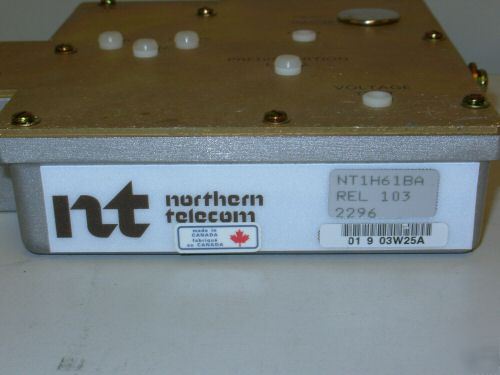 VOLTAGE
nt
northern
telecom
made in
CANADA
fabriqué
au CANADA
NT1H61BA
REL 103
2296
01 9 03W25A